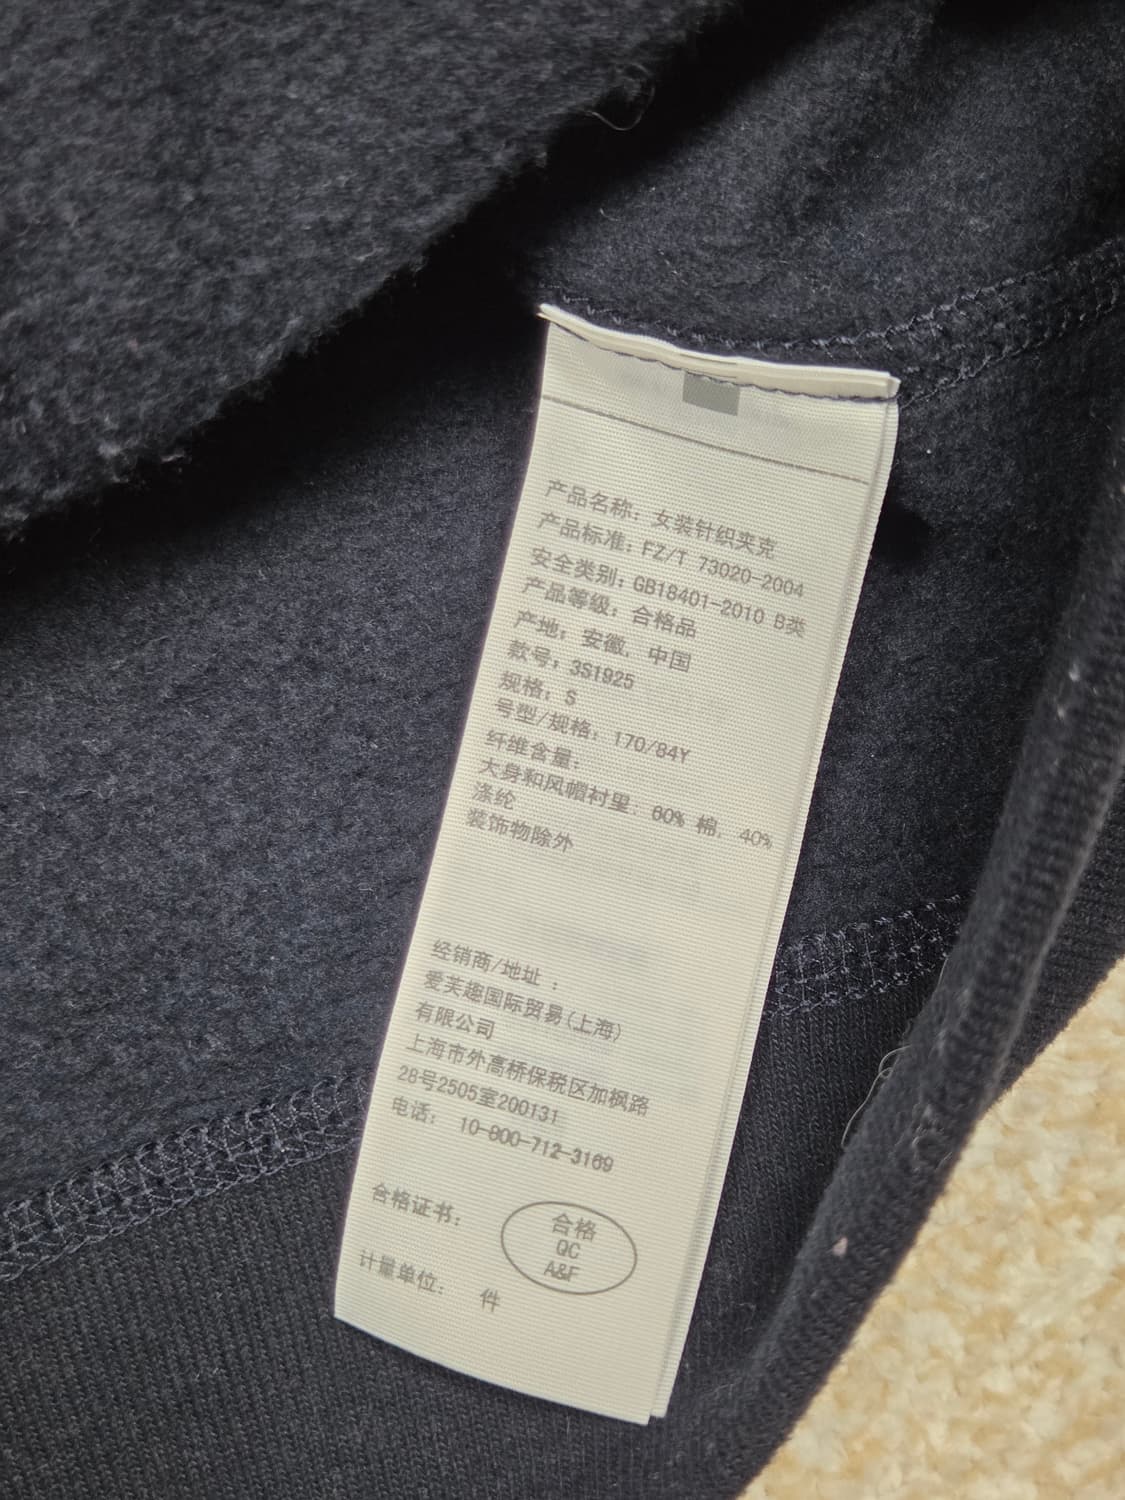 产品名称：女装针织夹克
产品标准：FZ/T 73020-2004
安全类别：GB18401-2010 B类
产品等级：合格品
产地：安徽，中国
款号：3S1925
规格：S
号型/规格：170/84Y
纤维含量：
大身和风帽衬里：60% 棉，40%
涤纶
装饰物除外
经销商/地址：
爱芙趣国际贸易(上海)
有限公司
上海市外高桥保税区加枫路
28号2505室200131
电话： 10-800-712-3169
合格证书：
合格
QC
A&F
计量单位： 件